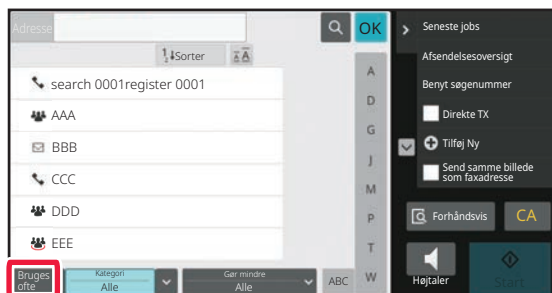 Adresse
OK
Sorter
search 0001register 0001
AAA
BBB
CCC
DDD
EEE
A
D
G
J
M
P
T
W
Bruges
ofte
Kategori
Alle
Gør mindre
Alle
ABC
Seneste jobs
Afsendelsesoversigt
Benyt søgenummer
Direkte TX
Tilføj Ny
Send samme billede
som faxadresse
Forhåndsvis
CA
Højtaler
Start